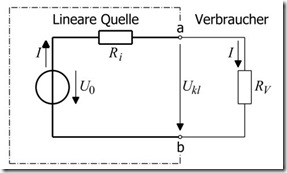 Lineare Quelle Verbraucher
a
I R_i I
U_0 U_kl R_V
b